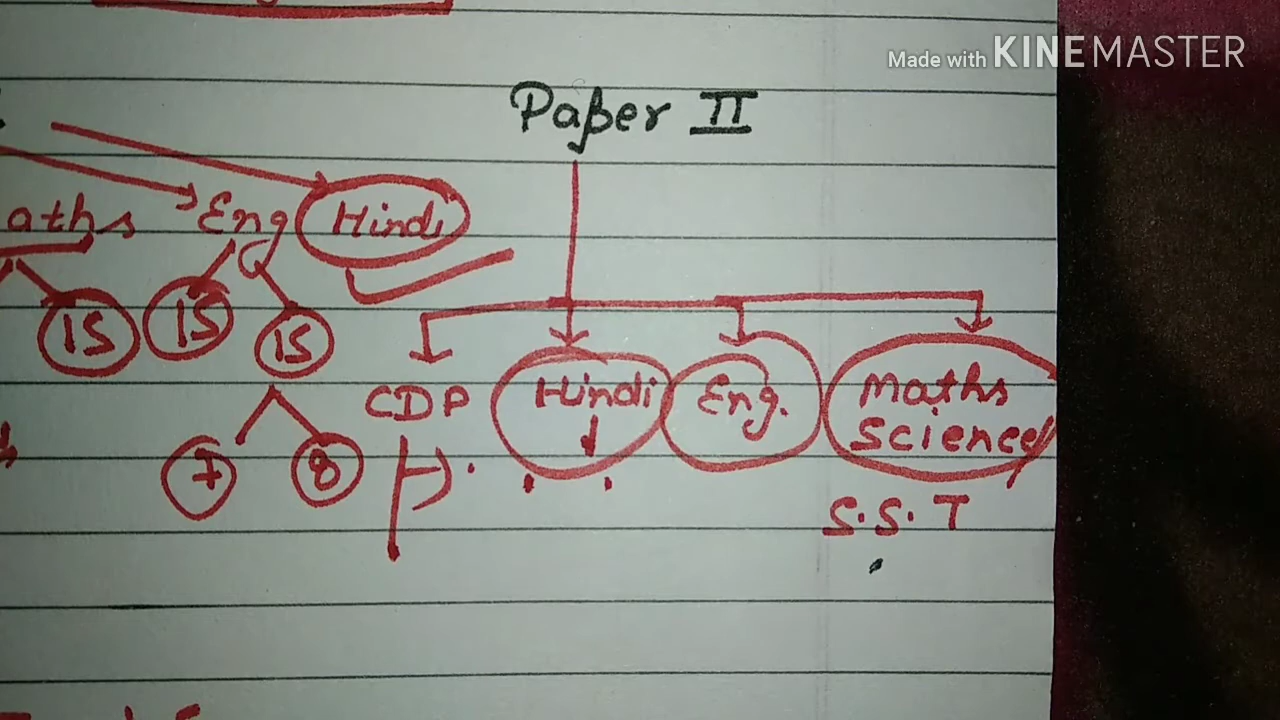 Made with KINEMASTER
Paper II
aths Eng Hindi
15 15 15
CDP Hindi Eng. Maths
Science
7 8
S.S.T